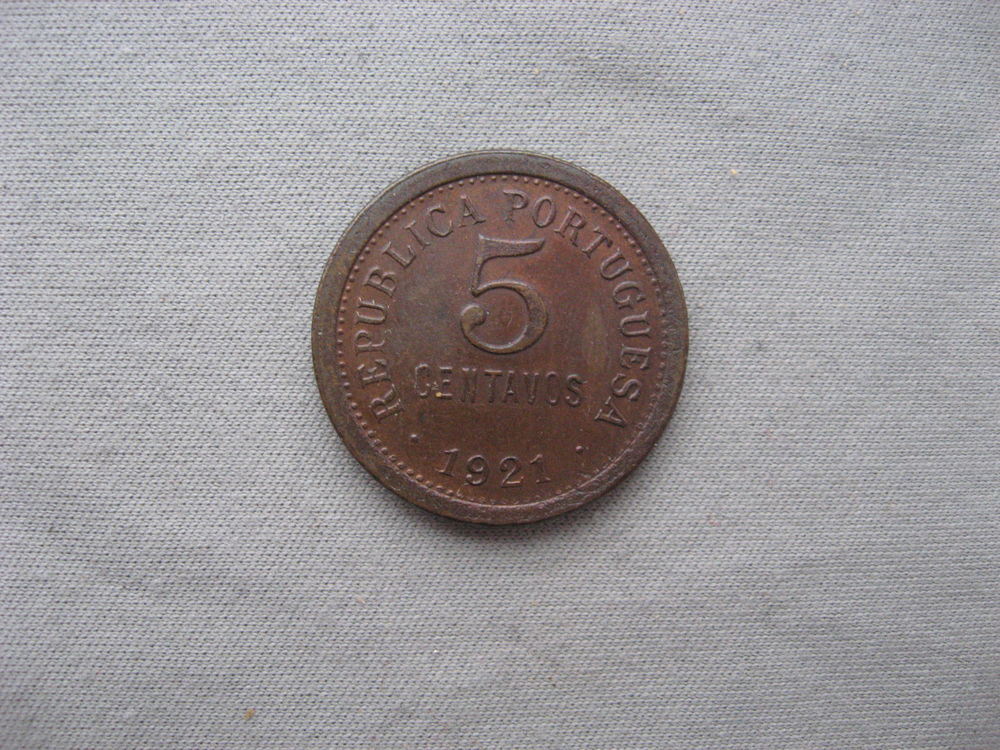 REPUBLICA PORTUGUESA
5
CENTAVOS
1921